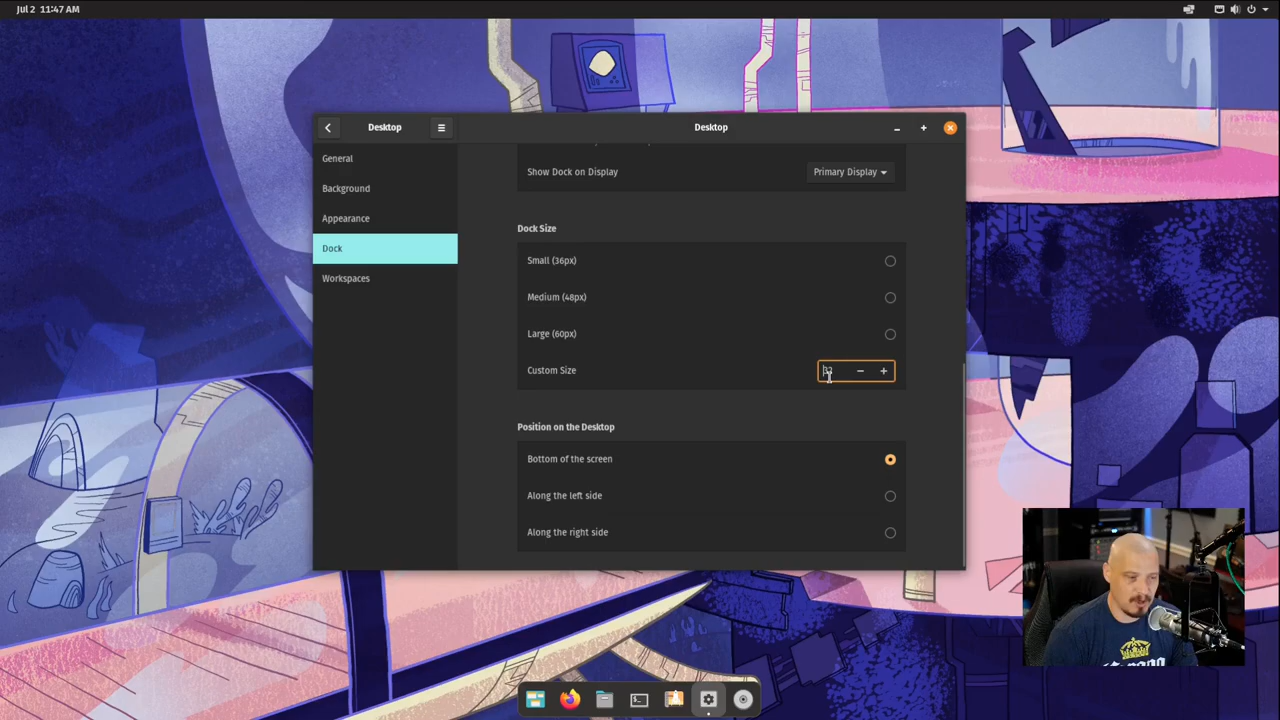 Jul 2 11:47 AM
Desktop
Desktop
General
Background
Appearance
Dock
Workspaces
Show Dock on Display
Primary Display
Dock Size
Small (36px)
Medium (48px)
Large (60px)
Custom Size
32
Position on the Desktop
Bottom of the screen
Along the left side
Along the right side